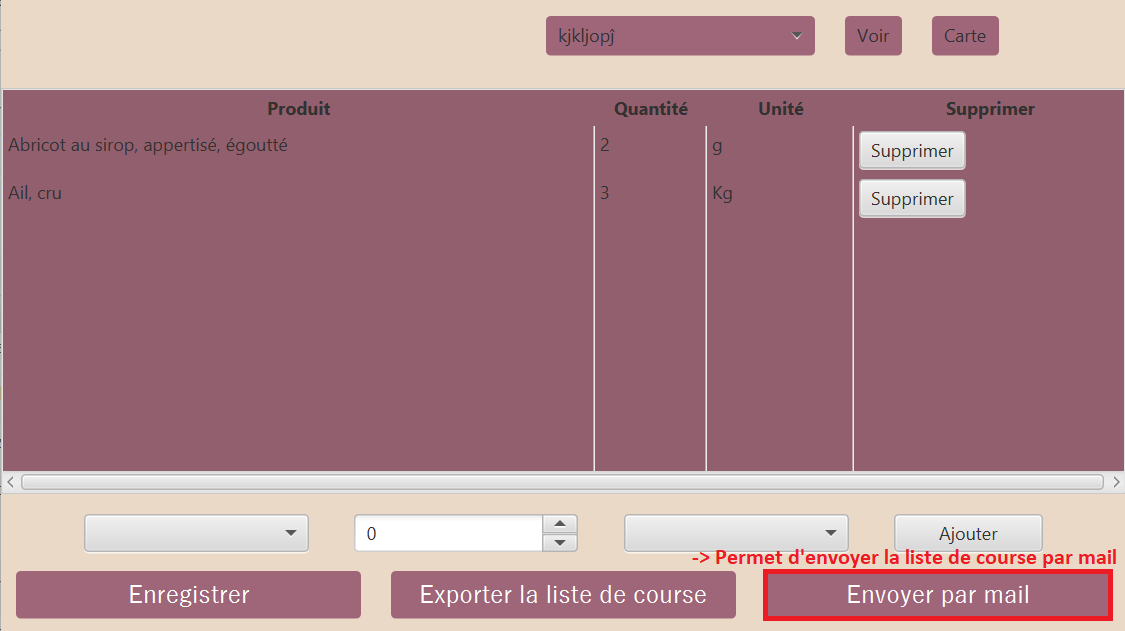 kjkljopĵ Voir Carte
Produit Quantité Unité Supprimer
Abricot au sirop, appertisé, égoutté 2 g Supprimer
Ail, cru 3 Kg Supprimer
0 Ajouter
-> Permet d'envoyer la liste de course par mail
Enregistrer Exporter la liste de course Envoyer par mail